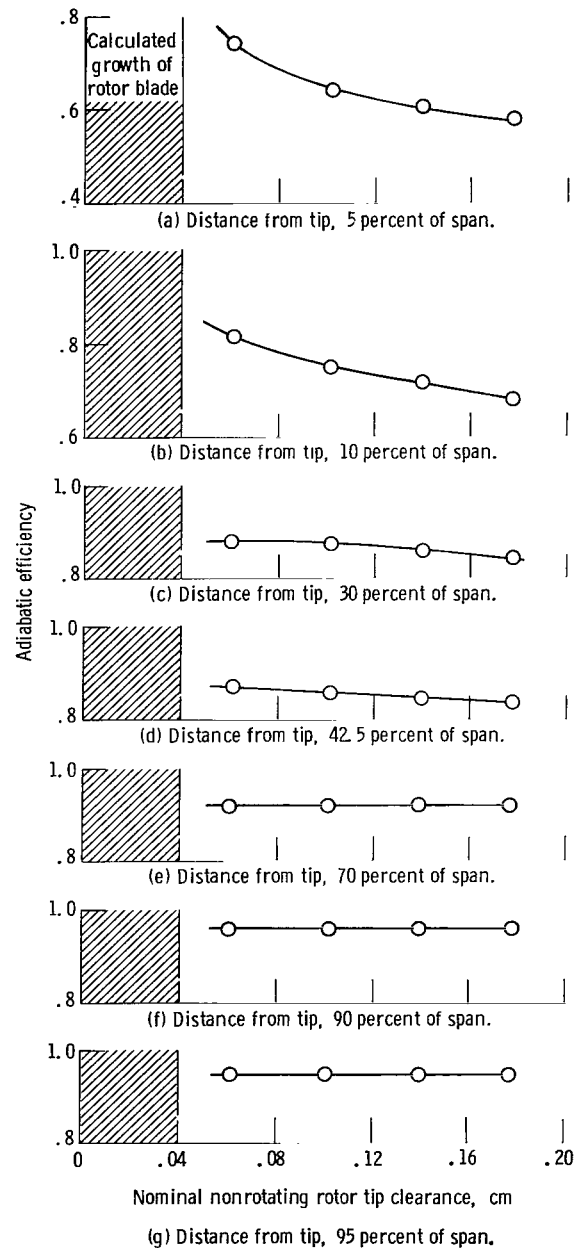 .8
Calculated
growth of
rotor blade
.6
.4
(a) Distance from tip, 5 percent of span.
1.0
.8
.6
(b) Distance from tip, 10 percent of span.
1.0
.8
(c) Distance from tip, 30 percent of span.
1.0
.8
(d) Distance from tip, 42.5 percent of span.
1.0
.8
(e) Distance from tip, 70 percent of span.
1.0
.8
(f) Distance from tip, 90 percent of span.
1.0
.8
0 .04 .08 .12 .16 .20
Adiabatic efficiency
Nominal nonrotating rotor tip clearance, cm
(g) Distance from tip, 95 percent of span.